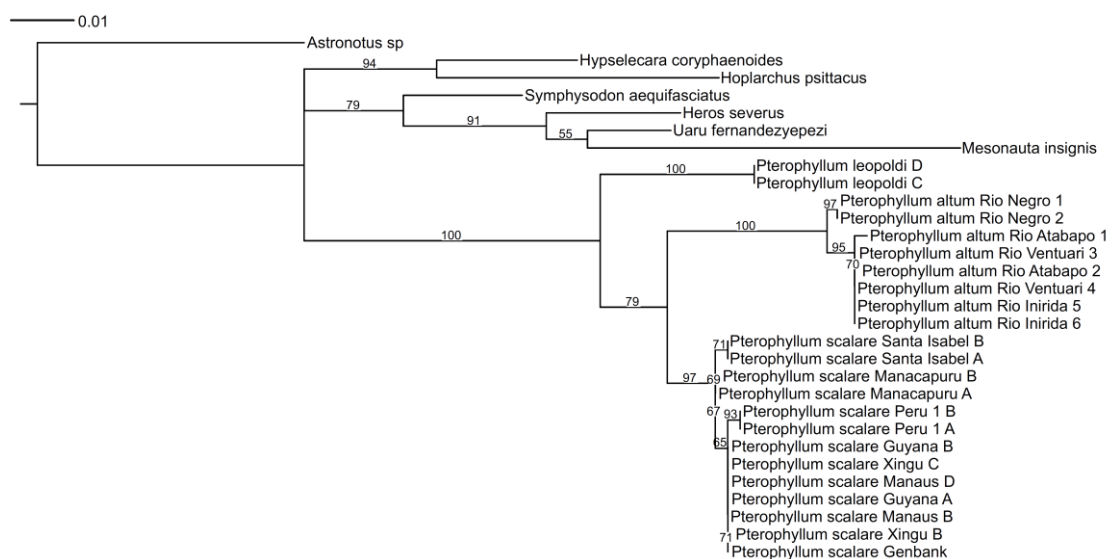 0.01
Astronotus sp
Hypselecara coryphaenoides
94
Hoplarchus psittacus
Symphysodon aequifasciatus
79
Heros severus
91
Uaru fernandezyepezi
55
Mesonauta insignis
Pterophyllum leopoldi D
100
Pterophyllum leopoldi C
Pterophyllum altum Rio Negro 1
97
Pterophyllum altum Rio Negro 2
100
Pterophyllum altum Rio Atabapo 1
100
95
Pterophyllum altum Rio Ventuari 3
70
Pterophyllum altum Rio Atabapo 2
Pterophyllum altum Rio Ventuari 4
79
Pterophyllum altum Rio Inirida 5
Pterophyllum altum Rio Inirida 6
Pterophyllum scalare Santa Isabel B
71
Pterophyllum scalare Santa Isabel A
97
69
Pterophyllum scalare Manacapuru B
Pterophyllum scalare Manacapuru A
67
93
Pterophyllum scalare Peru 1 B
Pterophyllum scalare Peru 1 A
65
Pterophyllum scalare Guyana B
Pterophyllum scalare Xingu C
Pterophyllum scalare Manaus D
Pterophyllum scalare Guyana A
Pterophyllum scalare Manaus B
Pterophyllum scalare Xingu B
71
Pterophyllum scalare Genbank